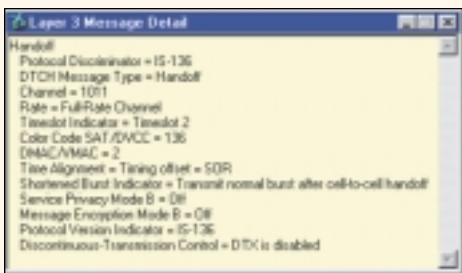 Layer 3 Message Detail
Handoff
Protocol Discriminator = IS-136
DTCH Message Type = Handoff
Channel = 1011
Rate = Full-Rate Channel
Timeslot Indicator = Timeslot 2
Color Code SAT/DVCC = 136
DMAC/VMAC = 2
Time Alignment = Timing offset = SOR
Shortened Burst Indicator = Transmit normal burst after cell-to-cell handoff
Service Privacy Mode B = Off
Message Encryption Mode B = Off
Protocol Version Indicator = IS-136
Discontinuous-Transmission Control = DTX is disabled